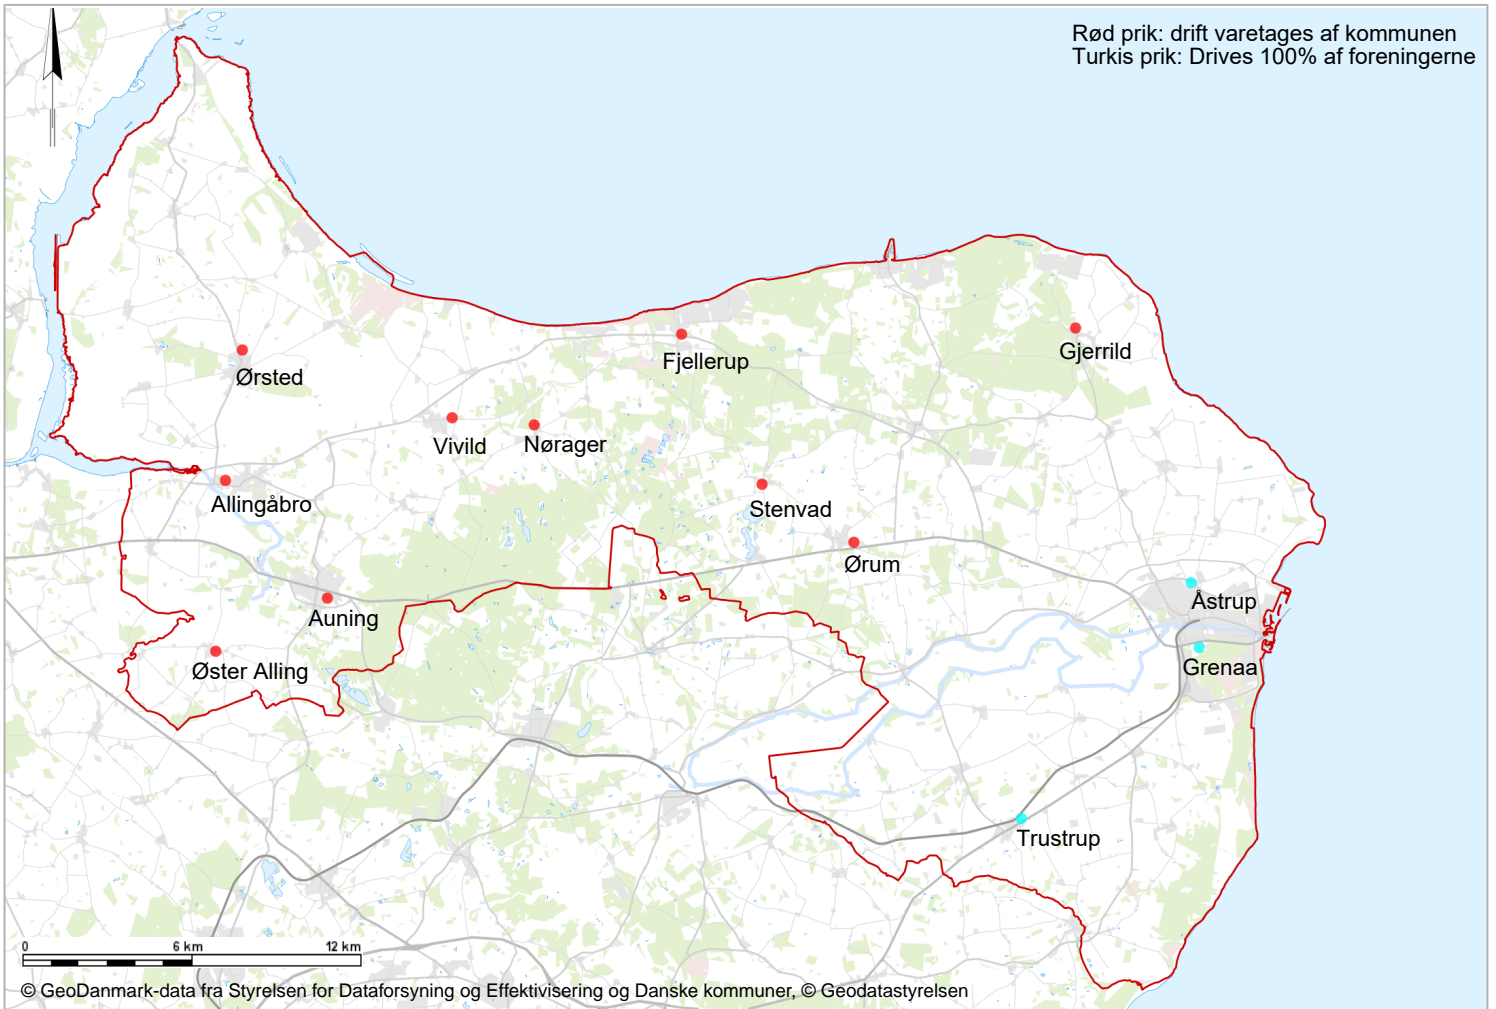 Rød prik: drift varetages af kommunen
Turkis prik: Drives 100% af foreningerne
Gjerrild
Fjellerup
Ørsted
Vivild
Nørager
Allingåbro
Stenvad
Ørum
Åstrup
Auning
Øster Alling
Grenaa
Trustrup
0 6 km 12 km
© GeoDanmark-data fra Styrelsen for Dataforsyning og Effektivisering og Danske kommuner, © Geodatastyrelsen